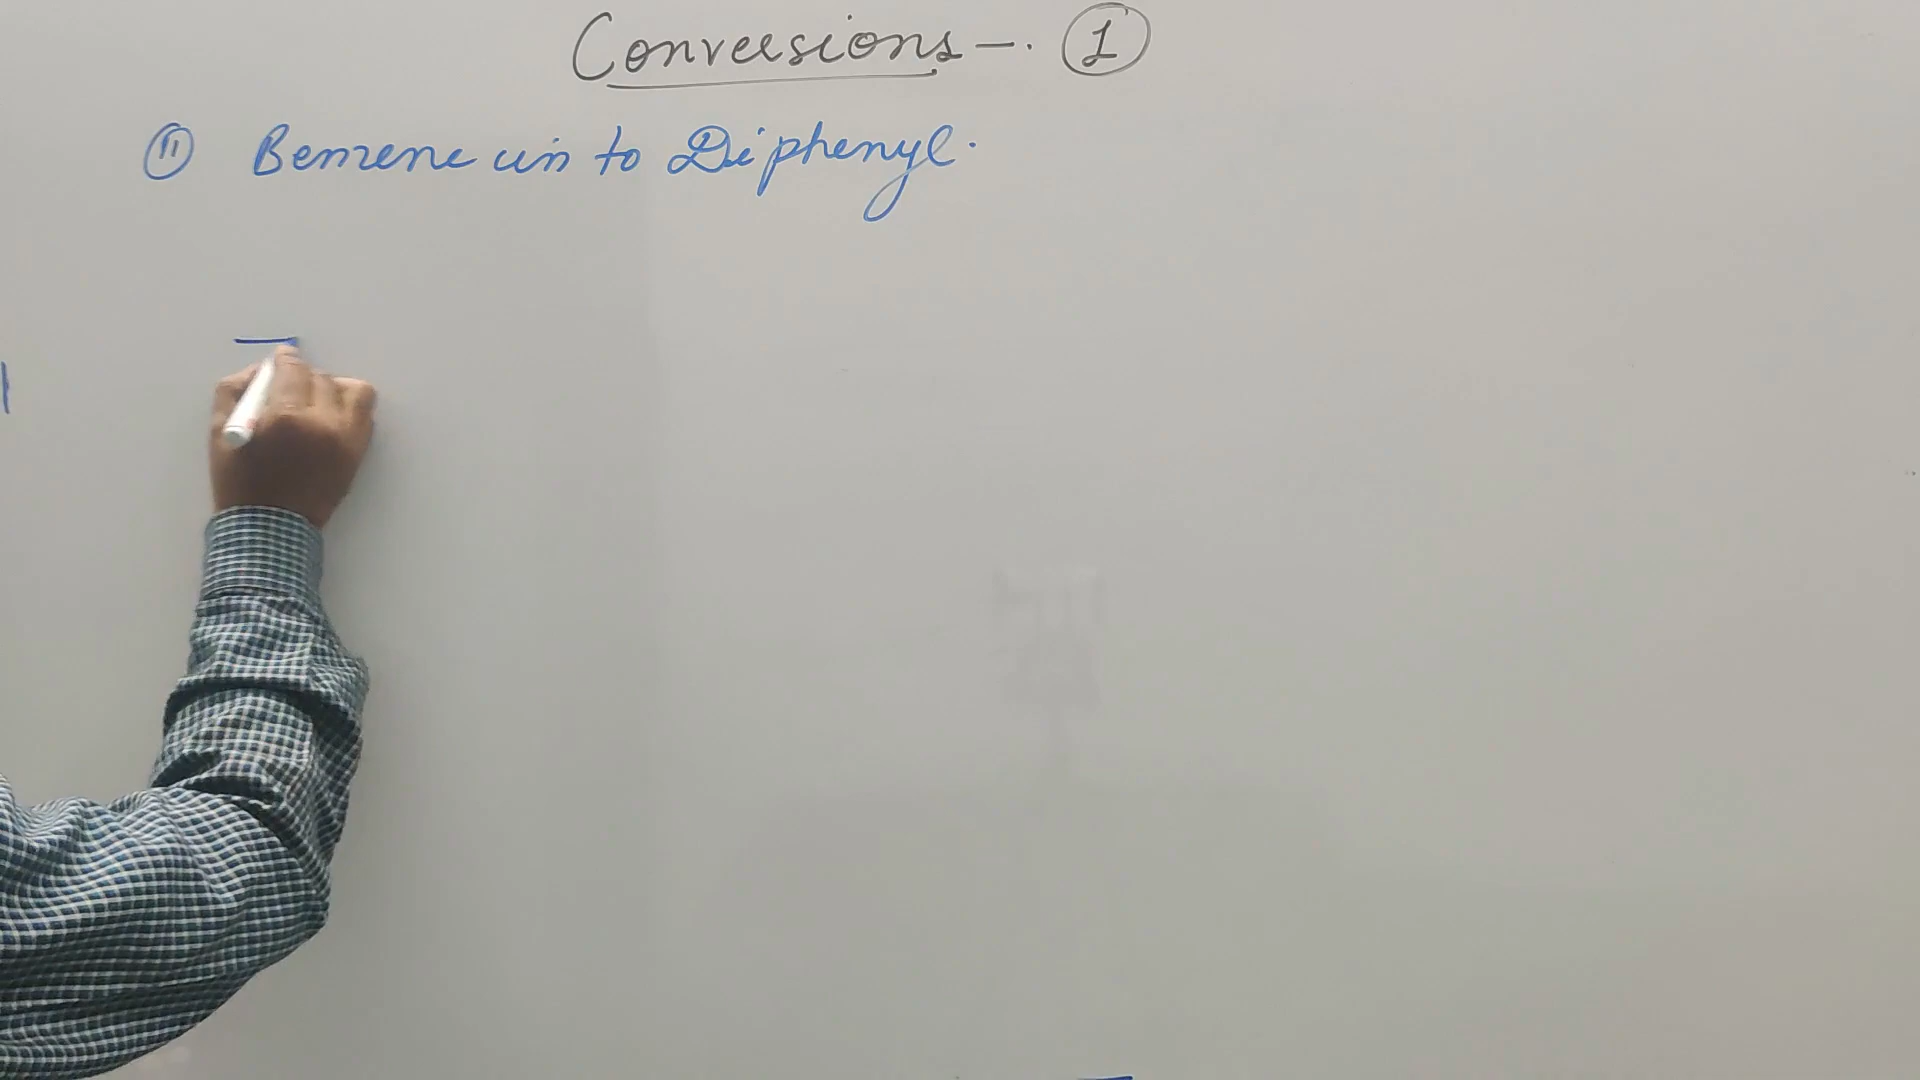 Conversions - . 1
11 Benzene in to Diphenyl.